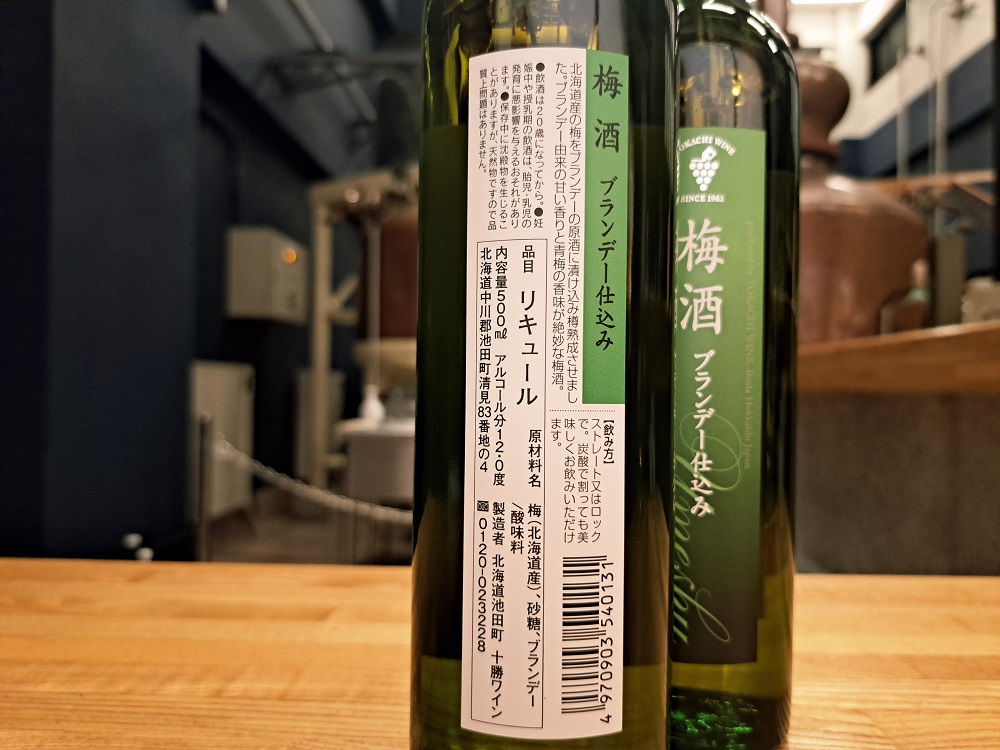 梅酒 ブランデー仕込み
北海道産の梅をブランデーの原酒に漬け込み樽熟成させまし
た。ブランデー由来の甘い香りと青梅の香味が絶妙な梅酒。
●飲酒は20歳になってから。●妊
娠中や授乳期の飲酒は、胎児・乳児の
発育に悪影響を与えるおそれがあり
ます。●保存中に沈殿物を生じるこ
とがありますが、天然物ですので品
質上問題はありません。
【飲み方】
ストレート又はロック
で。炭酸で割っても美
味しくお飲みいただけ
ます。
品目 リキュール
原材料名 梅(北海道産)、砂糖、ブランデー
/酸味料
内容量500㎖ アルコール分12.0度
製造者 北海道池田町 十勝ワイン
北海道中川郡池田町清見83番地の4
0120-023228
4970903540131
TOKACHI WINE
SINCE 1963
梅酒
ブランデー仕込み
Umeshu
produced by TOKACHI WINE, Ikeda Hokkaido Japan